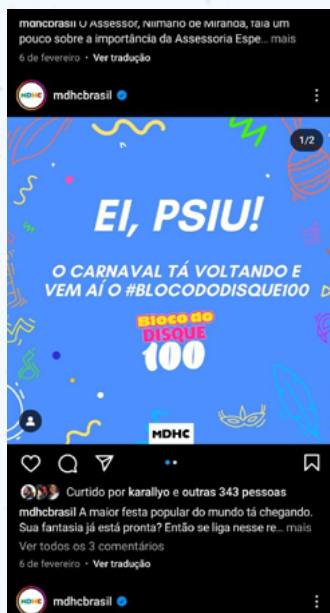 mdhcbrasil O Assessor, Nilmário de Miranda, fala um
pouco sobre a importância da Assessoria Espe... mais
6 de fevereiro • Ver tradução
MDHC mdhcbrasil
1/2
EI, PSIU!
O CARNAVAL TÁ VOLTANDO E
VEM AÍ O #BLOCODODISQUE100
Bloco do
DISQUE
100
MDHC
Curtido por karallyo e outras 343 pessoas
mdhcbrasil A maior festa popular do mundo tá chegando.
Sua fantasia já está pronta? Então se liga nesse re... mais
Ver todos os 3 comentários
6 de fevereiro • Ver tradução
MDHC mdhcbrasil